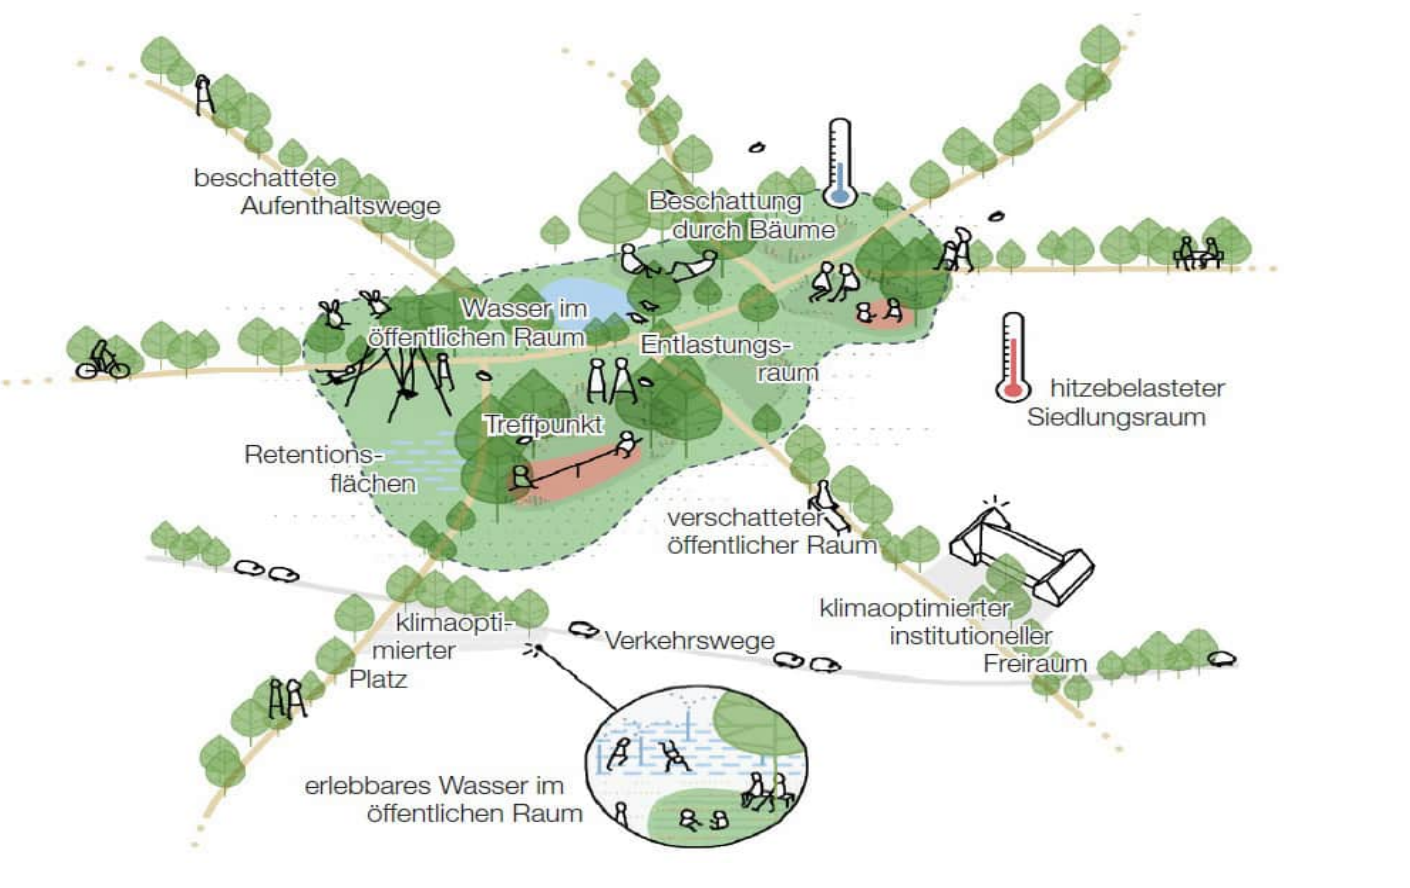 beschattete
Aufenthaltswege
Beschattung
durch Bäume
Wasser im
öffentlichen Raum
Entlastungs-
raum
hitzebelasteter
Siedlungsraum
Treffpunkt
Retentions-
flächen
verschatteter
öffentlicher Raum
klimaoptimierter
institutioneller
Freiraum
klimaopti-
mierter
Platz
Verkehrswege
erlebbares Wasser im
öffentlichen Raum